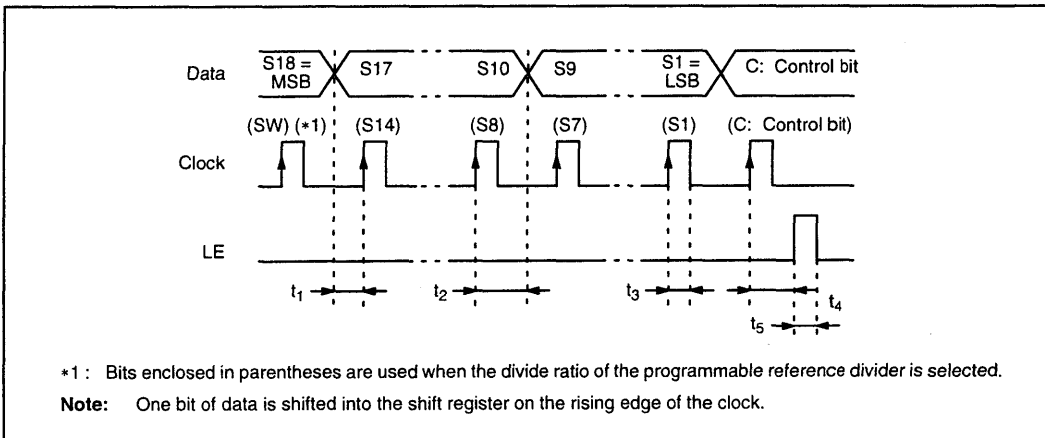 Data S18 = MSB S17 S10 S9 S1 = LSB C: Control bit
(SW) (*1) (S14) (S8) (S7) (S1) (C: Control bit)
Clock
LE
t1 t2 t3 t4
t5
*1 : Bits enclosed in parentheses are used when the divide ratio of the programmable reference divider is selected.
Note: One bit of data is shifted into the shift register on the rising edge of the clock.